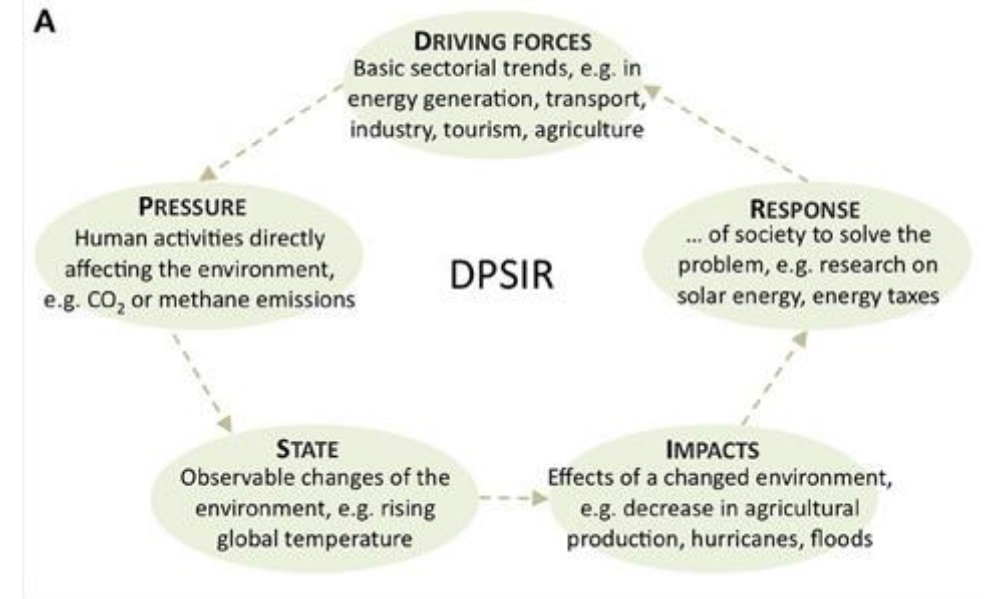 A
DRIVING FORCES
Basic sectorial trends, e.g. in
energy generation, transport,
industry, tourism, agriculture
PRESSURE
Human activities directly
affecting the environment,
e.g. CO₂ or methane emissions
DPSIR
RESPONSE
... of society to solve the
problem, e.g. research on
solar energy, energy taxes
STATE
Observable changes of the
environment, e.g. rising
global temperature
IMPACTS
Effects of a changed environment,
e.g. decrease in agricultural
production, hurricanes, floods